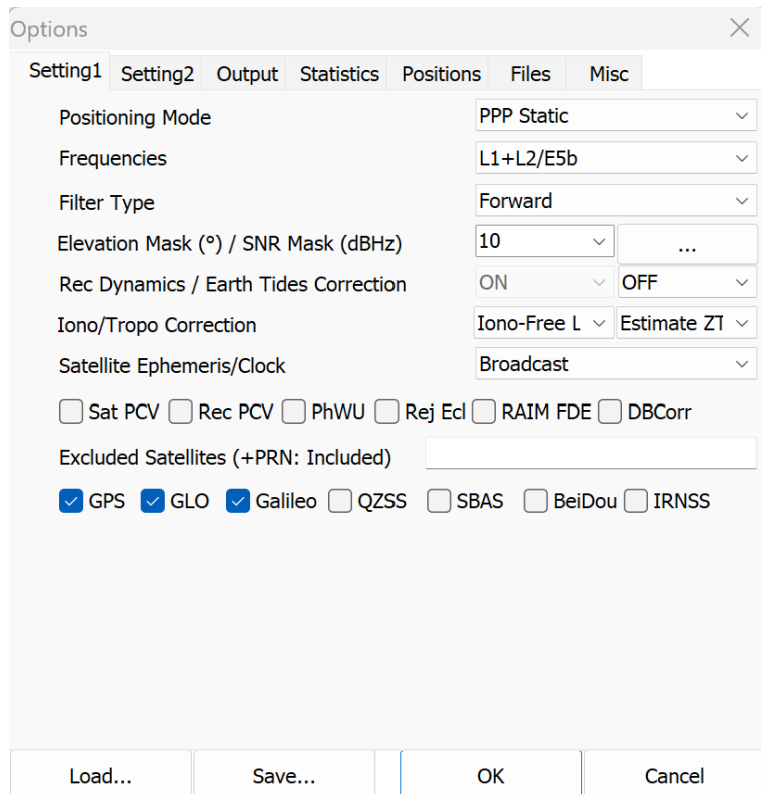 Options
Setting1 Setting2 Output Statistics Positions Files Misc
Positioning Mode PPP Static
Frequencies L1+L2/E5b
Filter Type Forward
Elevation Mask (°) / SNR Mask (dBHz) 10 ...
Rec Dynamics / Earth Tides Correction ON OFF
Iono/Tropo Correction Iono-Free L Estimate ZT
Satellite Ephemeris/Clock Broadcast
Sat PCV Rec PCV PhWU Rej Ecl RAIM FDE DBCorr
Excluded Satellites (+PRN: Included)
GPS GLO Galileo QZSS SBAS BeiDou IRNSS
Load... Save... OK Cancel